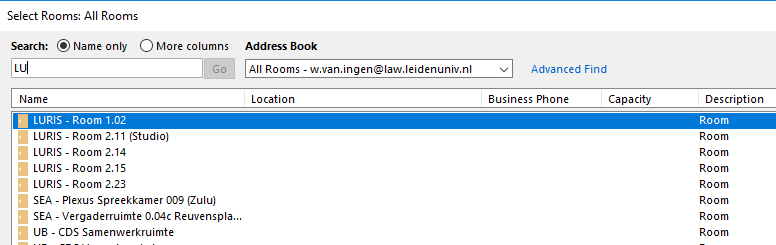 Select Rooms: All Rooms
Search: Name only More columns Address Book
LU Go All Rooms - w.van.ingen@law.leidenuniv.nl Advanced Find
Name Location Business Phone Capacity Description
LURIS - Room 1.02 Room
LURIS - Room 2.11 (Studio) Room
LURIS - Room 2.14 Room
LURIS - Room 2.15 Room
LURIS - Room 2.23 Room
SEA - Plexus Spreekkamer 009 (Zulu) Room
SEA - Vergaderruimte 0.04c Reuvenspla... Room
UB - CDS Samenwerkruimte Room